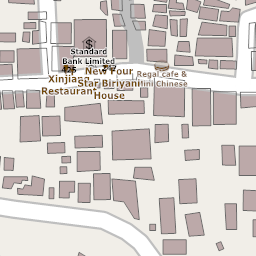 Standard
Bank Limited
Xinjiang
Restaurant
New Four
Star Biriyani
House
Regal cafe &
Chinese